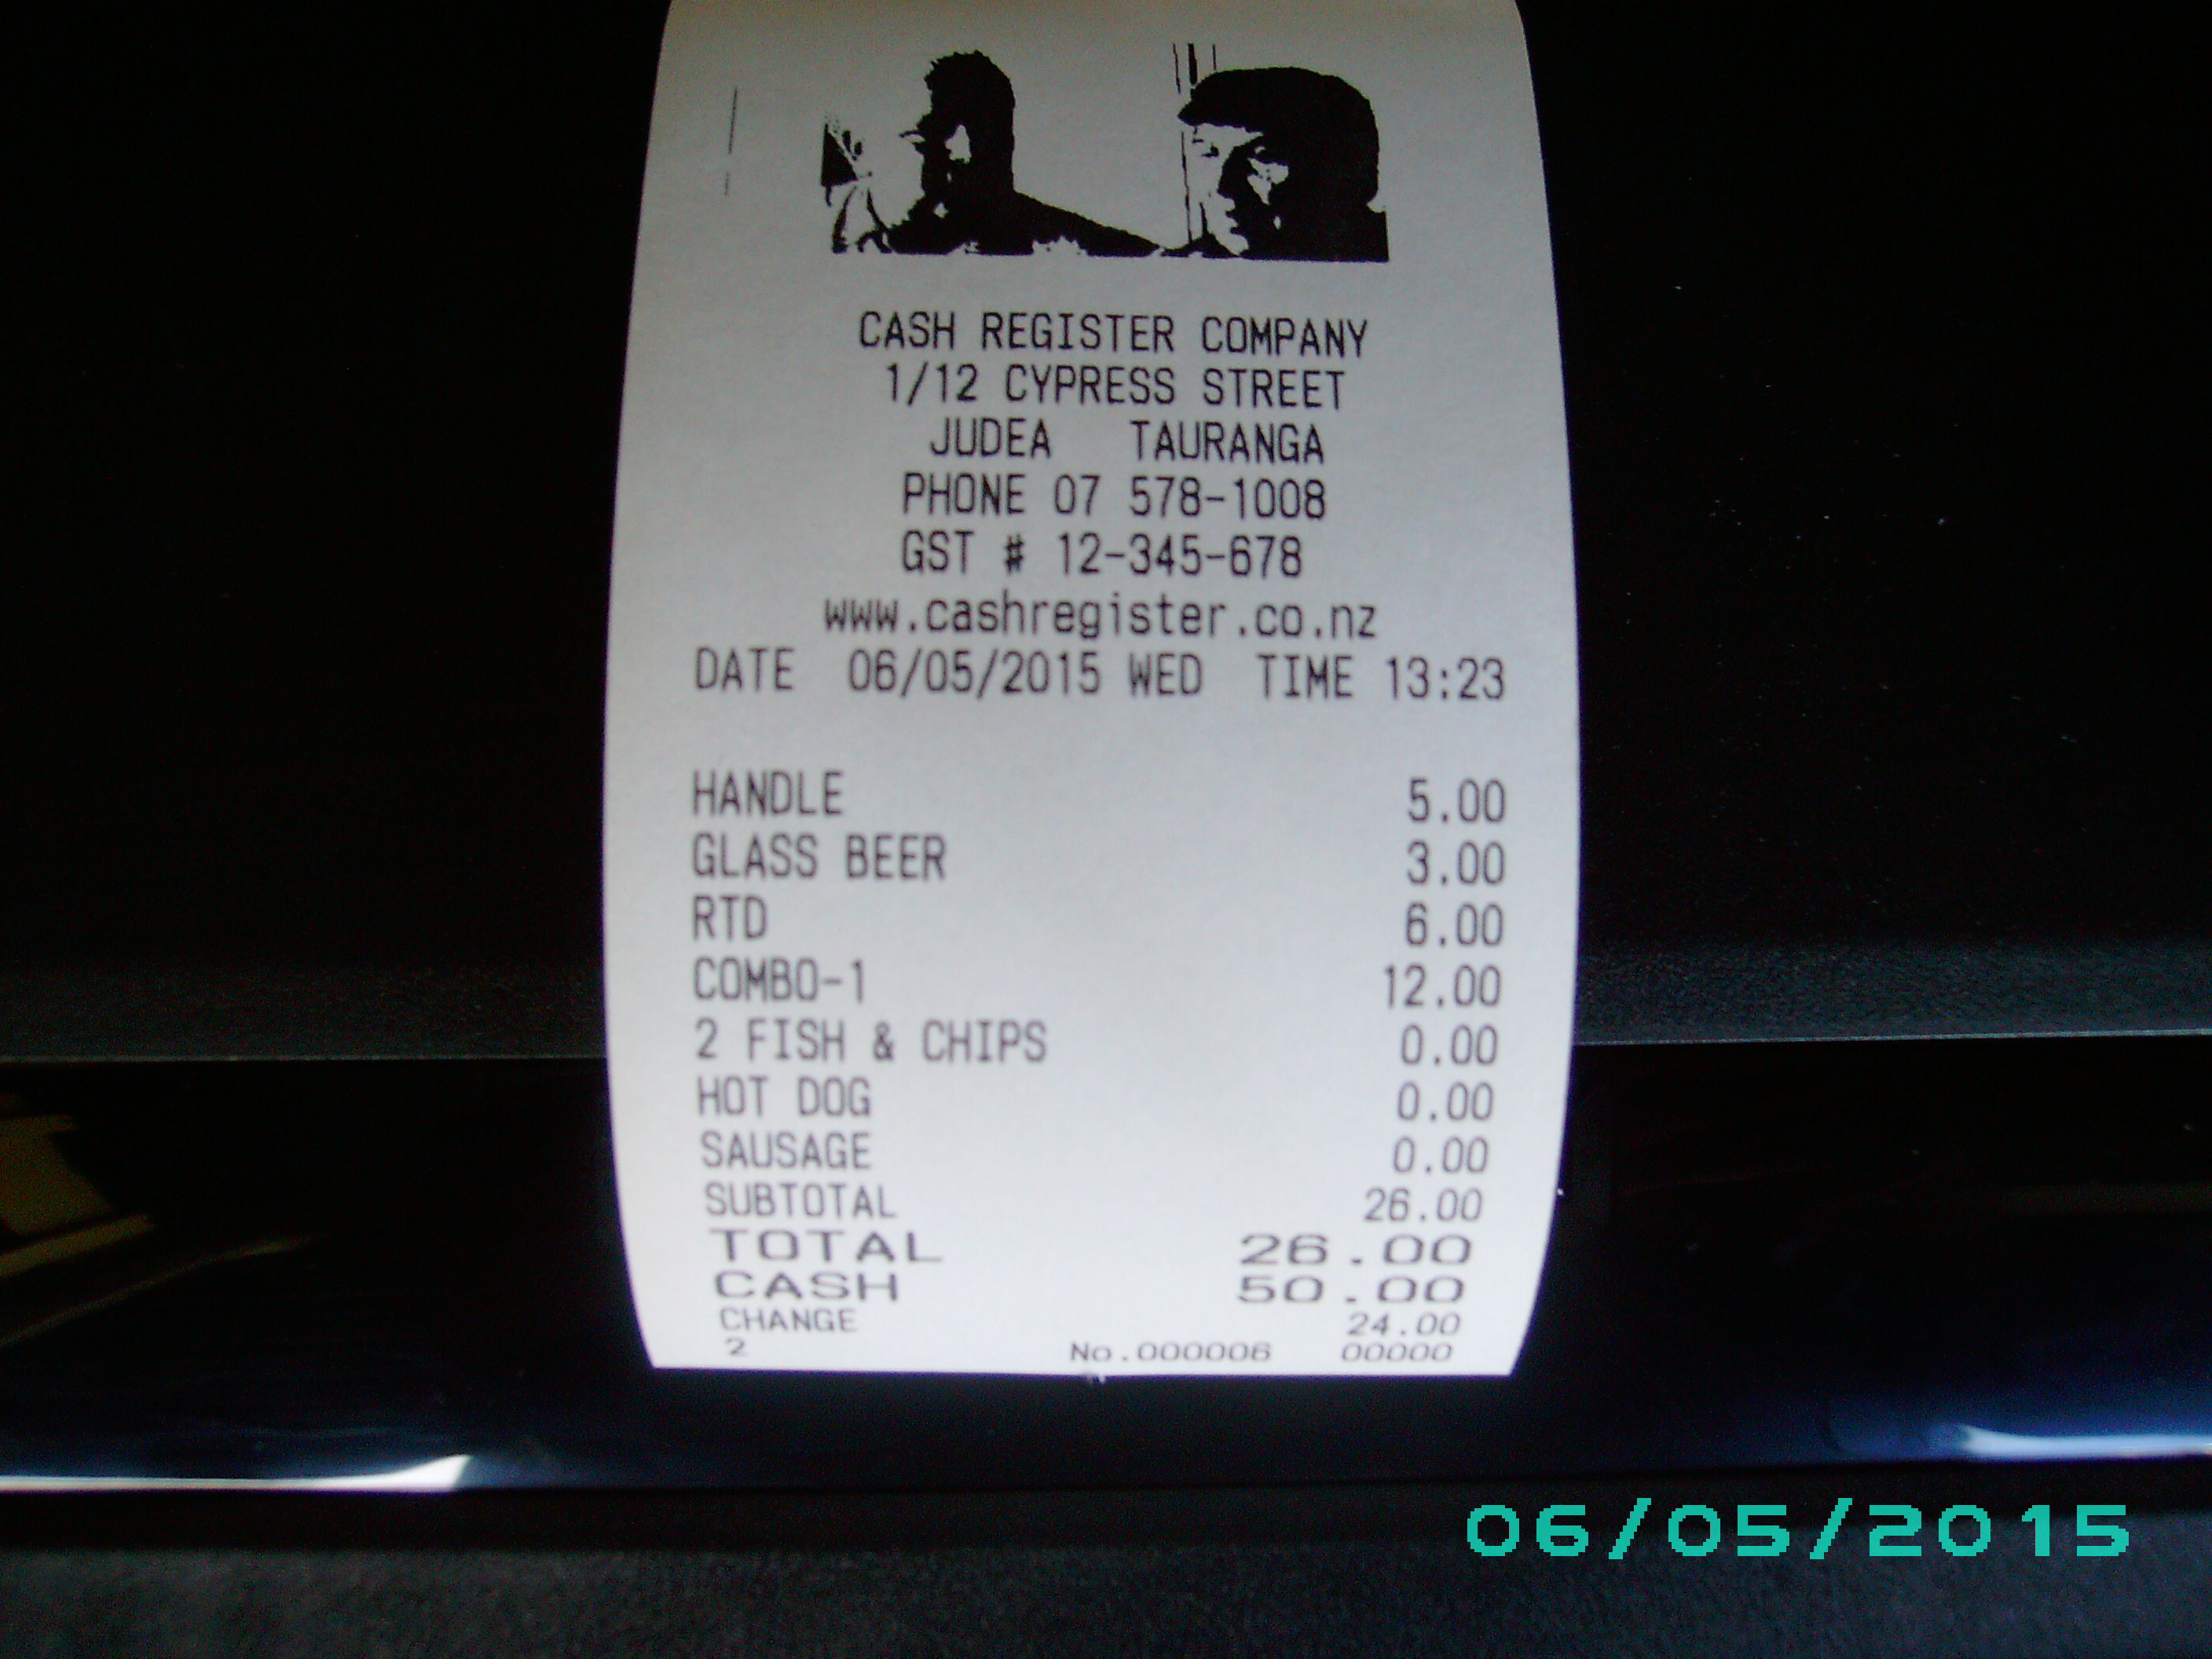 CASH REGISTER COMPANY
1/12 CYPRESS STREET
JUDEA TAURANGA
PHONE 07 578-1008
GST # 12-345-678
www.cashregister.co.nz
DATE 06/05/2015 WED TIME 13:23
HANDLE 5.00
GLASS BEER 3.00
RTD 6.00
COMBO-1 12.00
2 FISH & CHIPS 0.00
HOT DOG 0.00
SAUSAGE 0.00
SUBTOTAL 26.00
TOTAL 26.00
CASH 50.00
CHANGE 24.00
2 No.000006 00000
06/05/2015